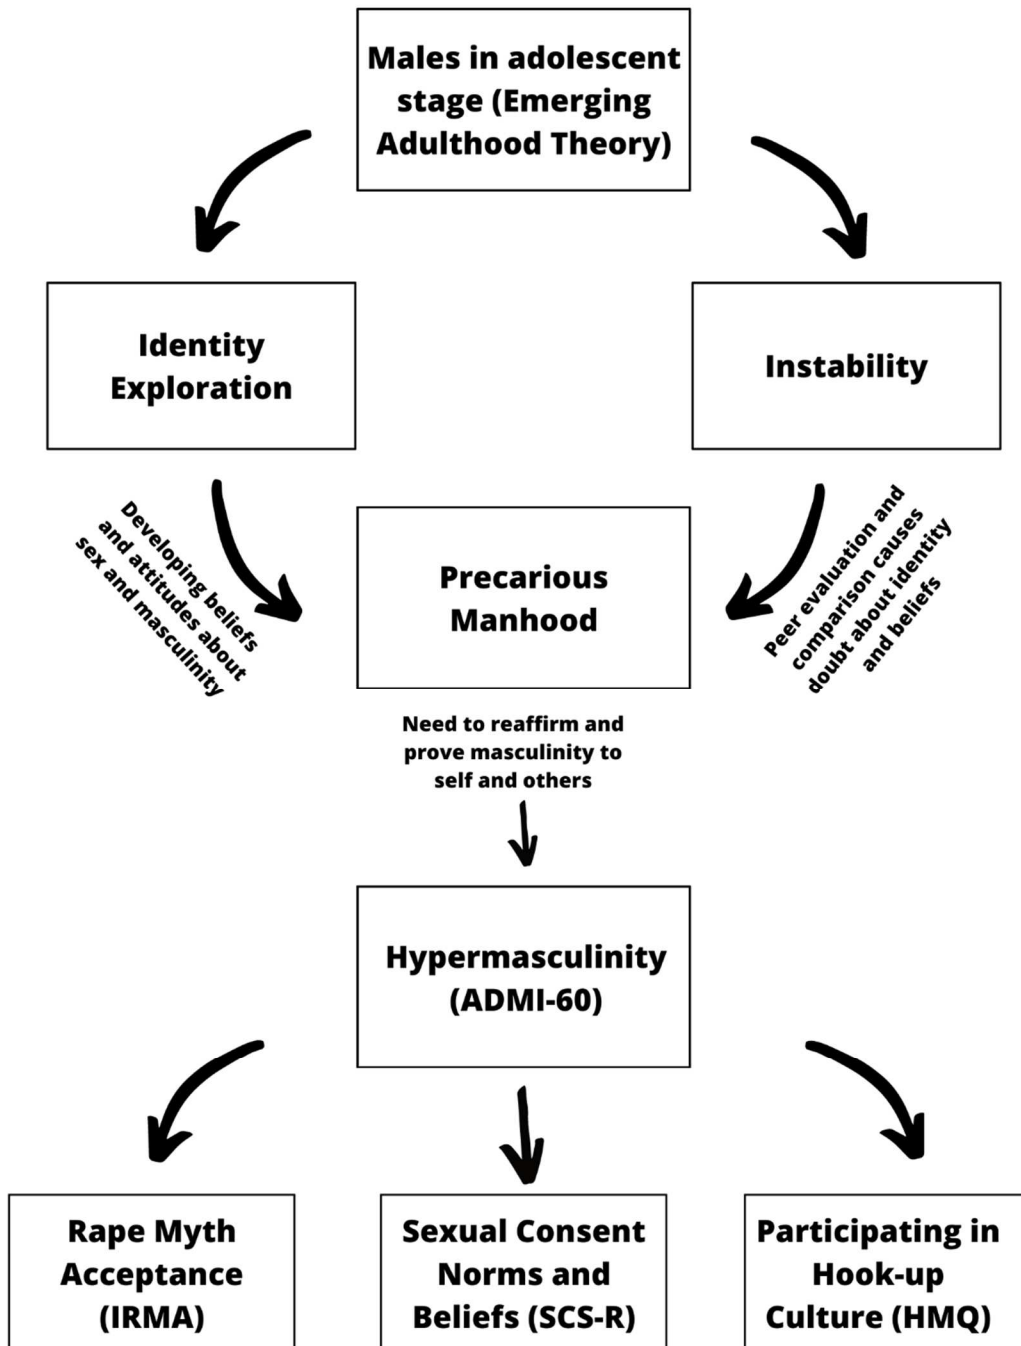 Males in adolescent
stage (Emerging
Adulthood Theory)
Identity
Exploration
Instability
Developing beliefs
and attitudes about
sex and masculinity
Precarious
Manhood
Peer evaluation and
comparison causes
doubt about identity
and beliefs
Need to reaffirm and
prove masculinity to
self and others
Hypermasculinity
(ADMI-60)
Rape Myth
Acceptance
(IRMA)
Sexual Consent
Norms and
Beliefs (SCS-R)
Participating in
Hook-up
Culture (HMQ)